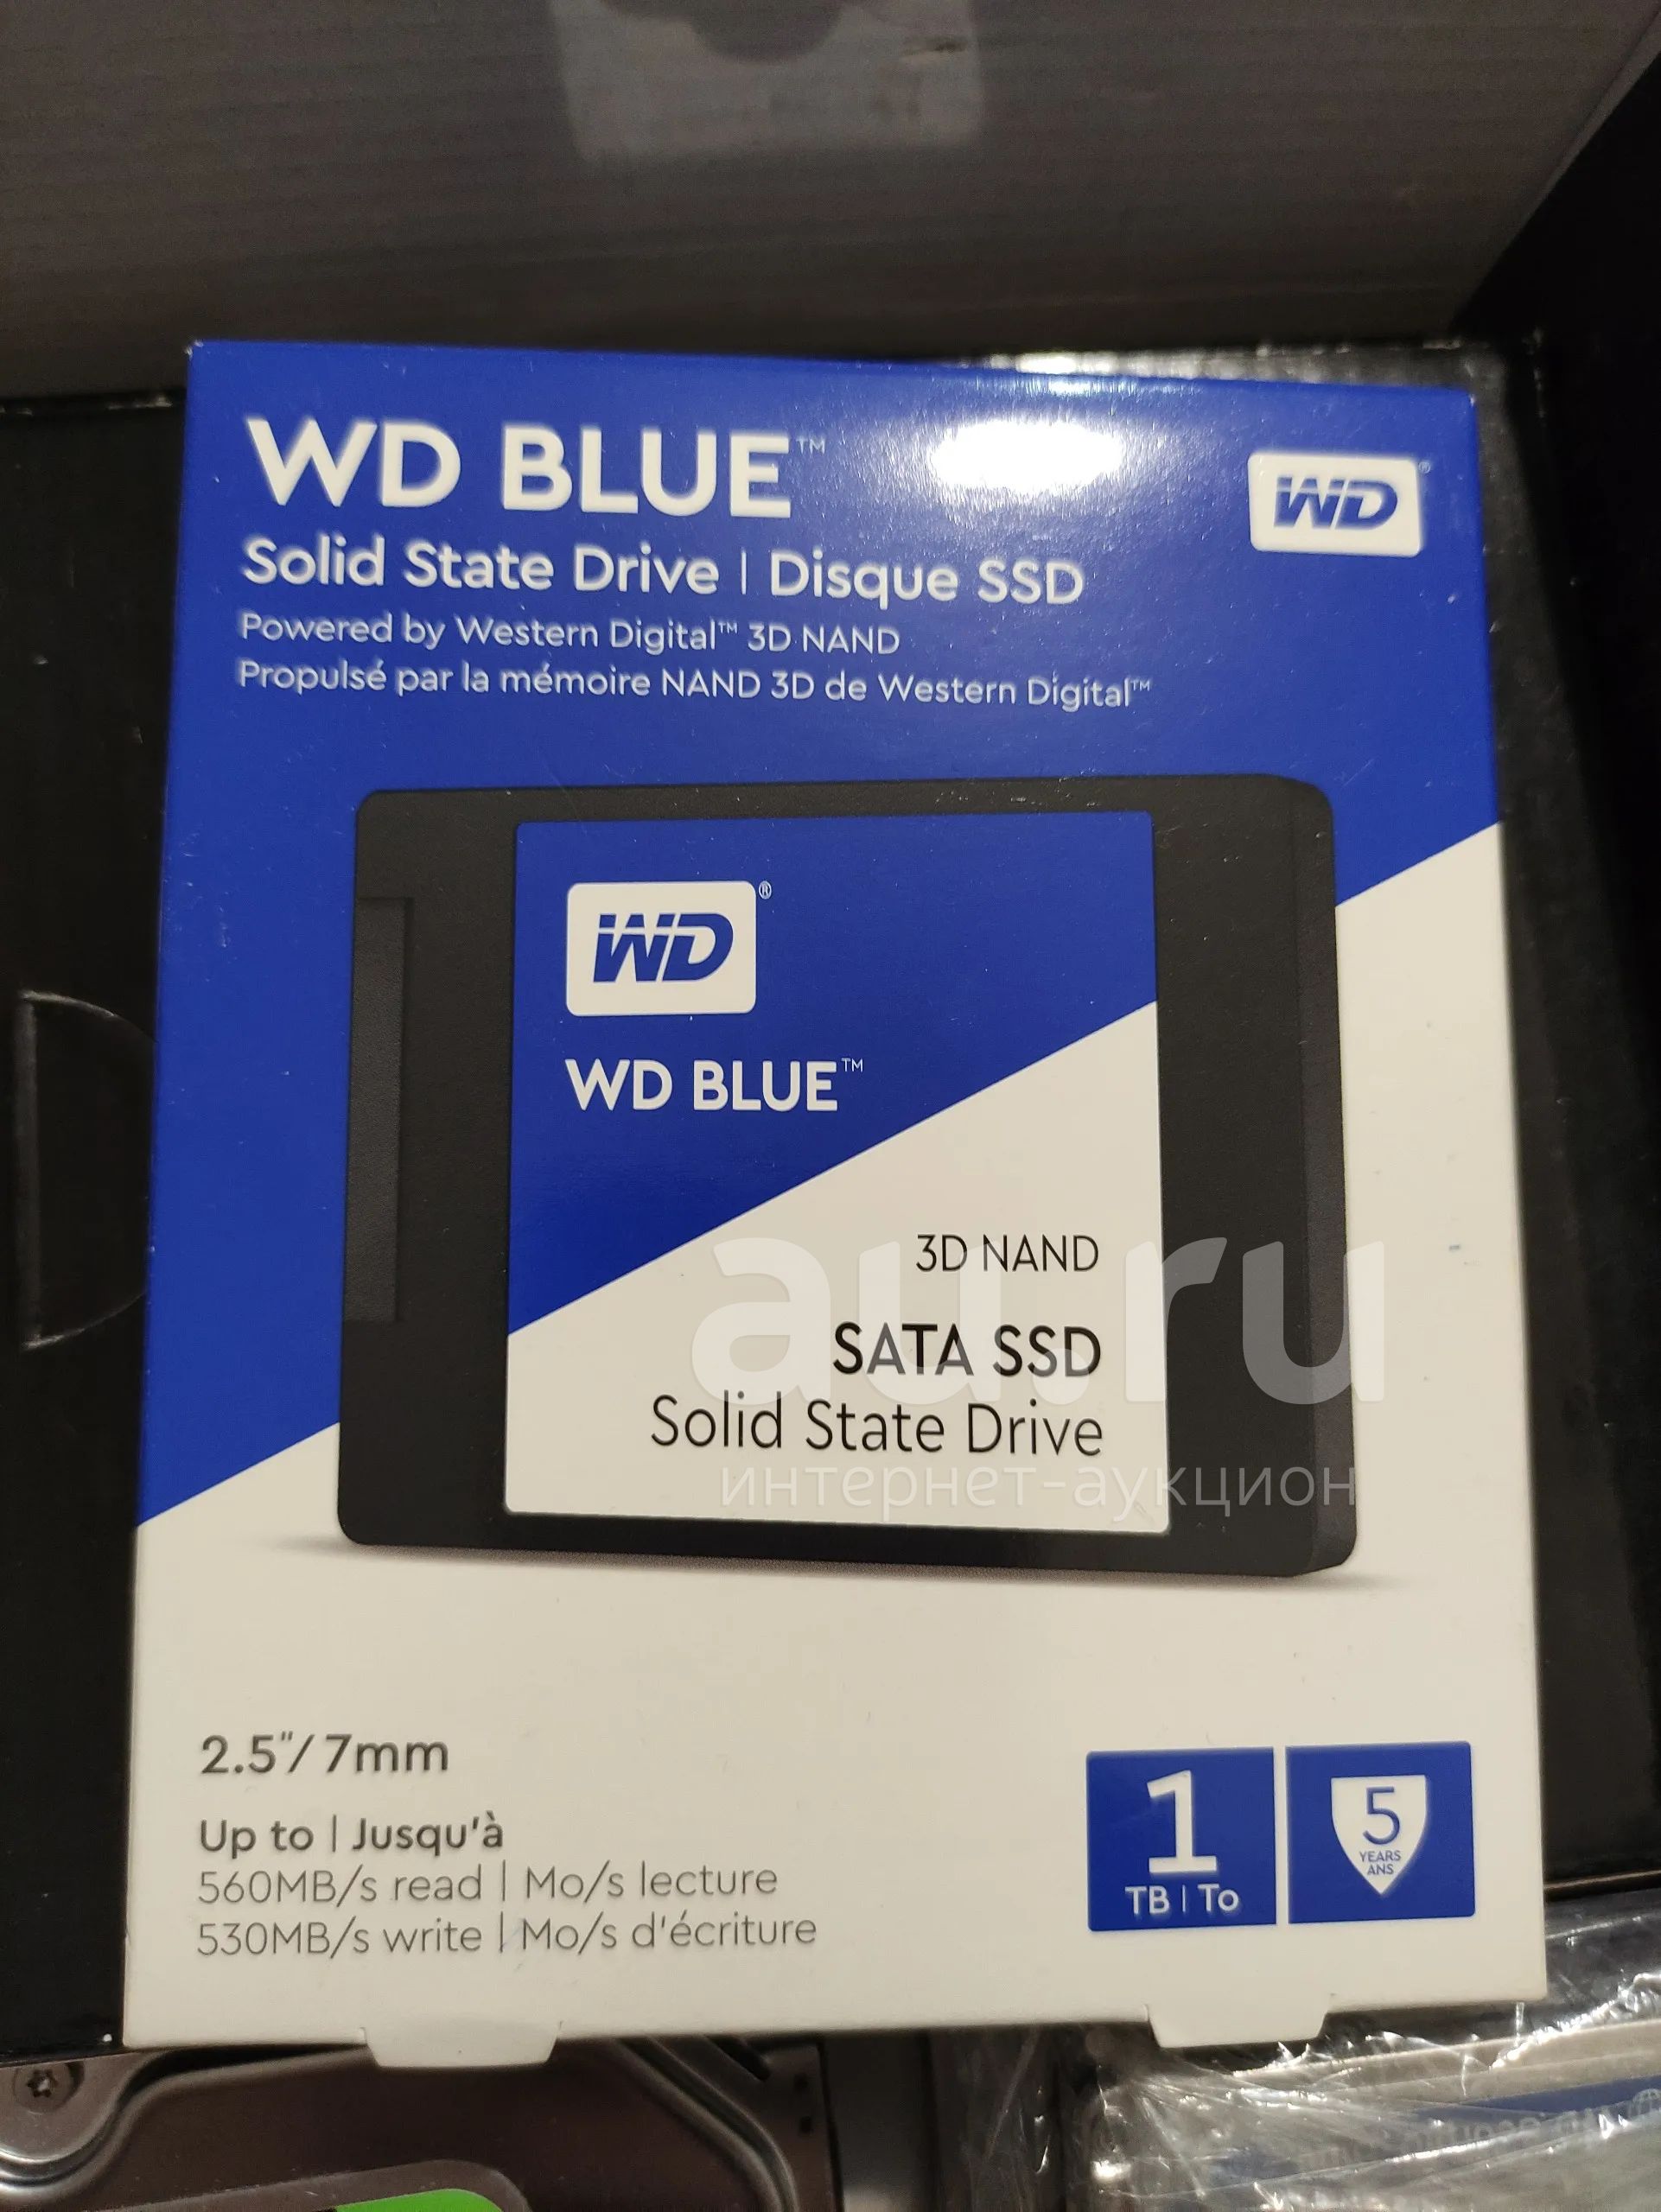 WD BLUE™
WD®
Solid State Drive | Disque SSD
Powered by Western Digital™ 3D NAND
Propulsé par la mémoire NAND 3D de Western Digital™
WD®
WD BLUE™
3D NAND
SATA SSD
Solid State Drive
au.ru
интернет-аукцион
2.5"/7mm
Up to | Jusqu'à
560MB/s read | Mo/s lecture
530MB/s write | Mo/s d'écriture
1
TB | To
5
YEARS
ANS